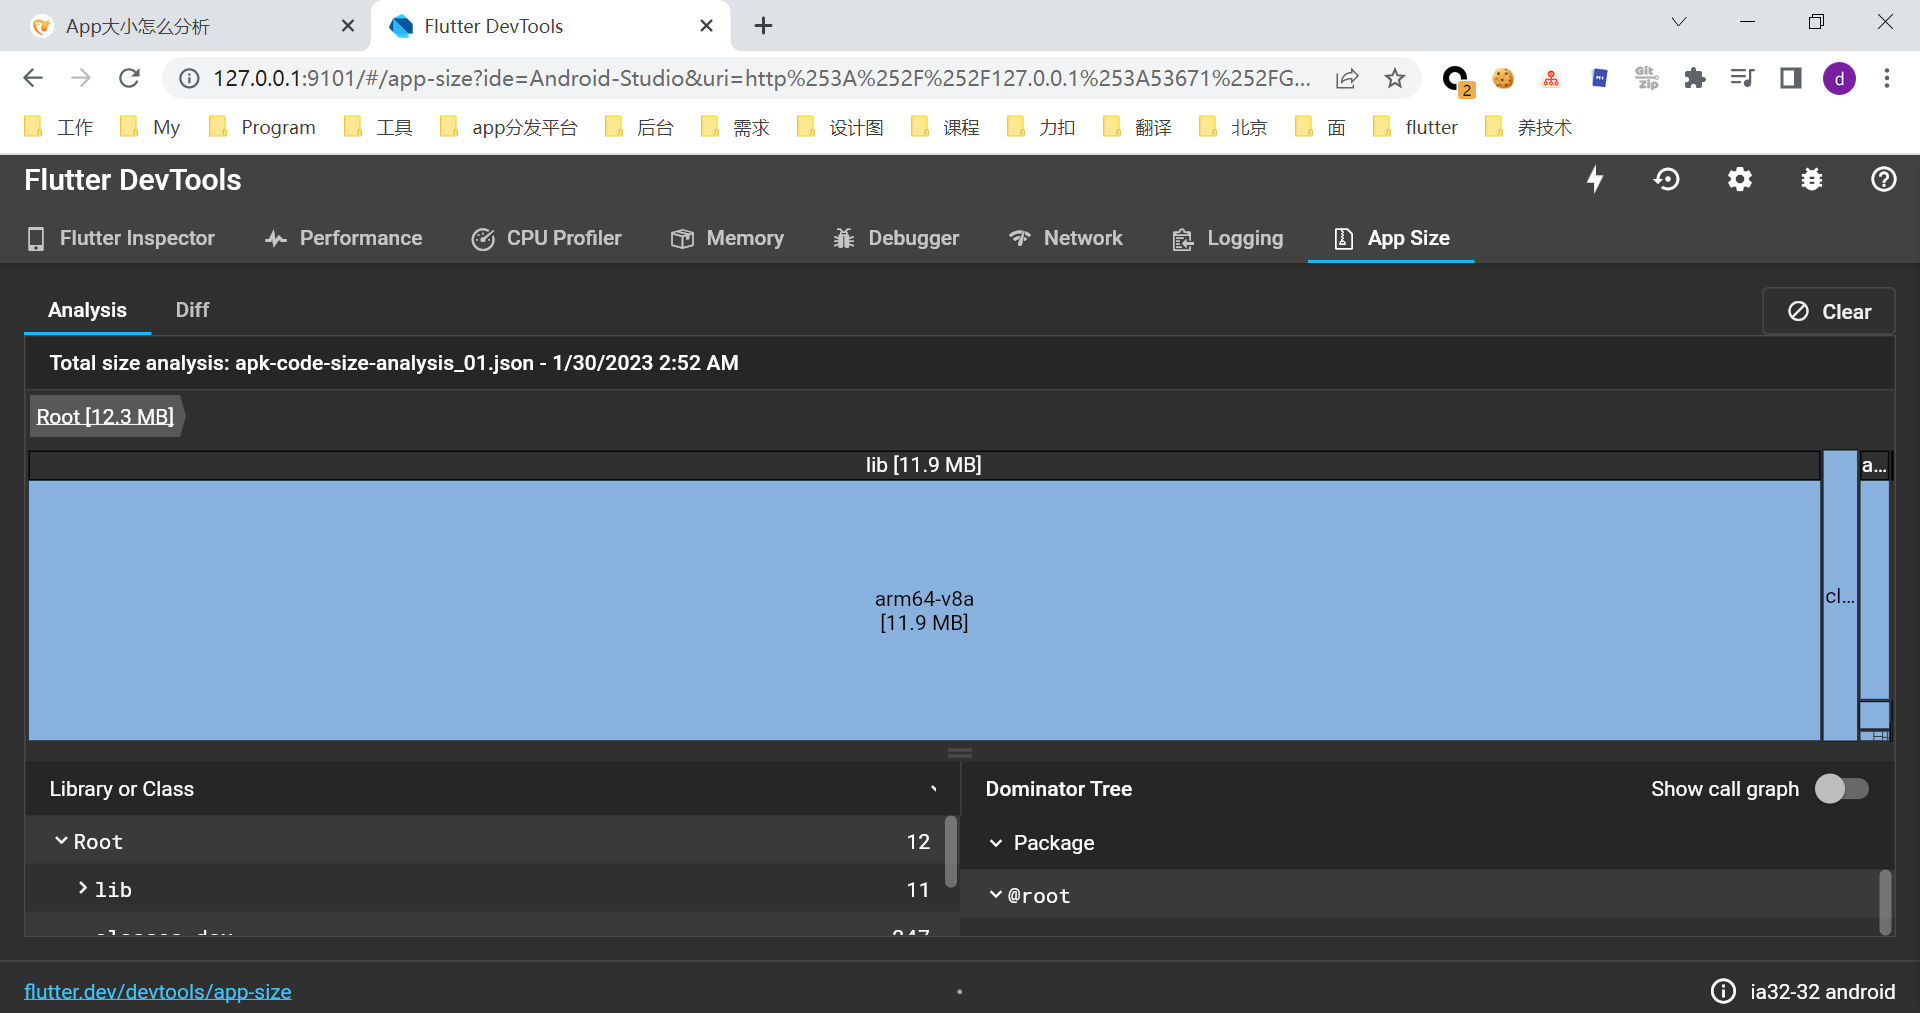 App大小怎么分析
Flutter DevTools
127.0.0.1:9101/#/app-size?ide=Android-Studio&uri=http%253A%252F%252F127.0.0.1%253A53671%252FG...
2
Git
zip
d
工作
My
Program
工具
app分发平台
后台
需求
设计图
课程
力扣
翻译
北京
面
flutter
养技术
Flutter DevTools
Flutter Inspector
Performance
CPU Profiler
Memory
Debugger
Network
Logging
App Size
Analysis
Diff
Clear
Total size analysis: apk-code-size-analysis_01.json - 1/30/2023 2:52 AM
Root [12.3 MB]
lib [11.9 MB]
a...
arm64-v8a
[11.9 MB]
cl...
Library or Class
Dominator Tree
Show call graph
Root
12
Package
lib
11
@root
flutter.dev/devtools/app-size
ia32-32 android